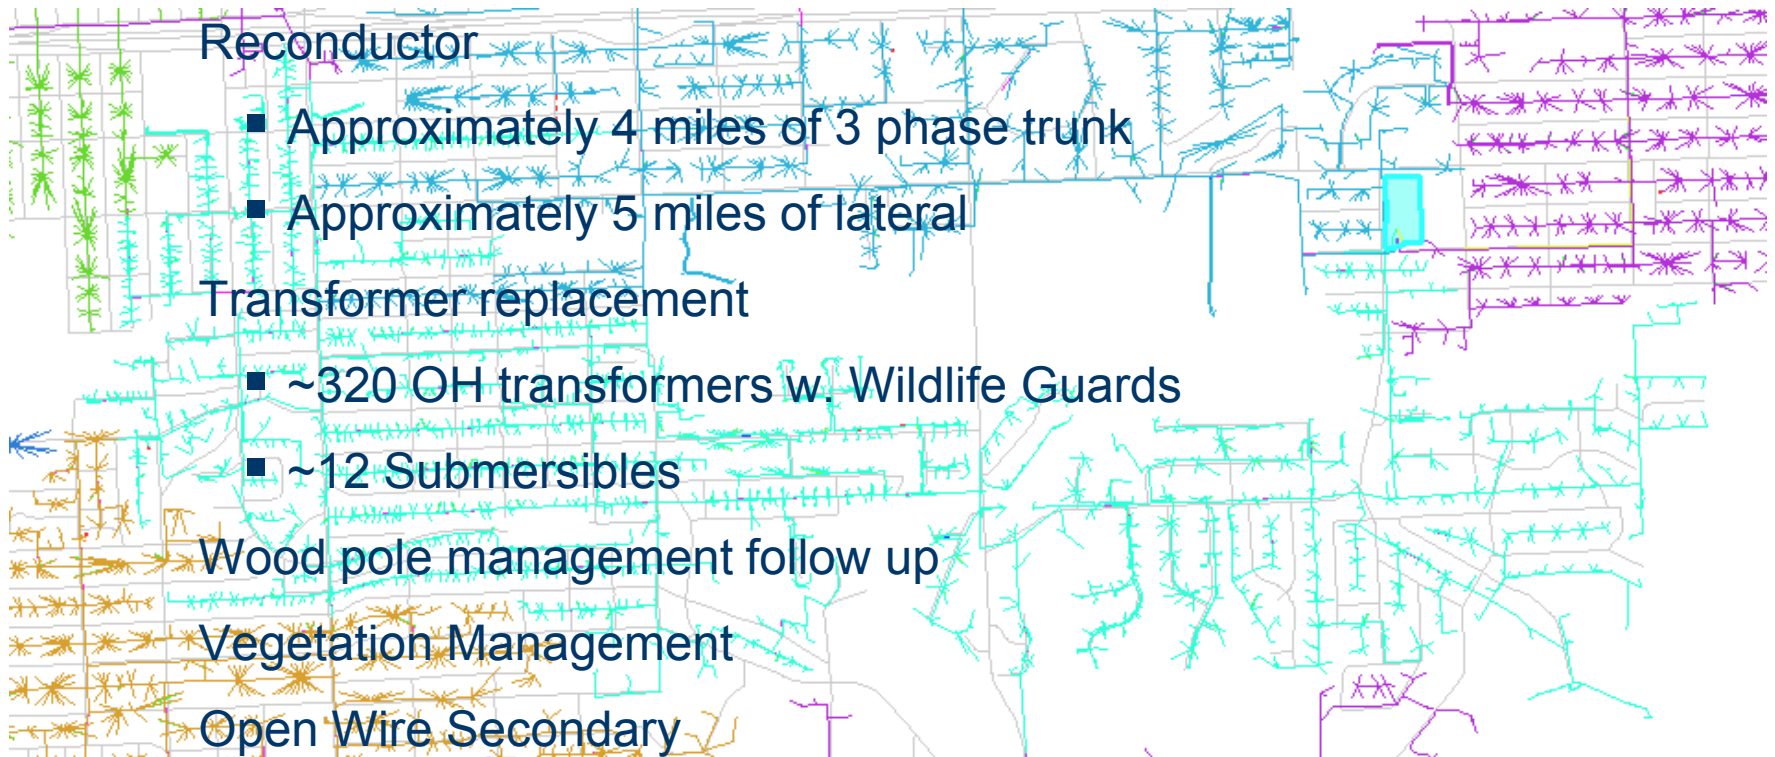 Reconductor
▪ Approximately 4 miles of 3 phase trunk
▪ Approximately 5 miles of lateral
Transformer replacement
▪ ~320 OH transformers w. Wildlife Guards
▪ ~12 Submersibles
Wood pole management follow up
Vegetation Management
Open Wire Secondary